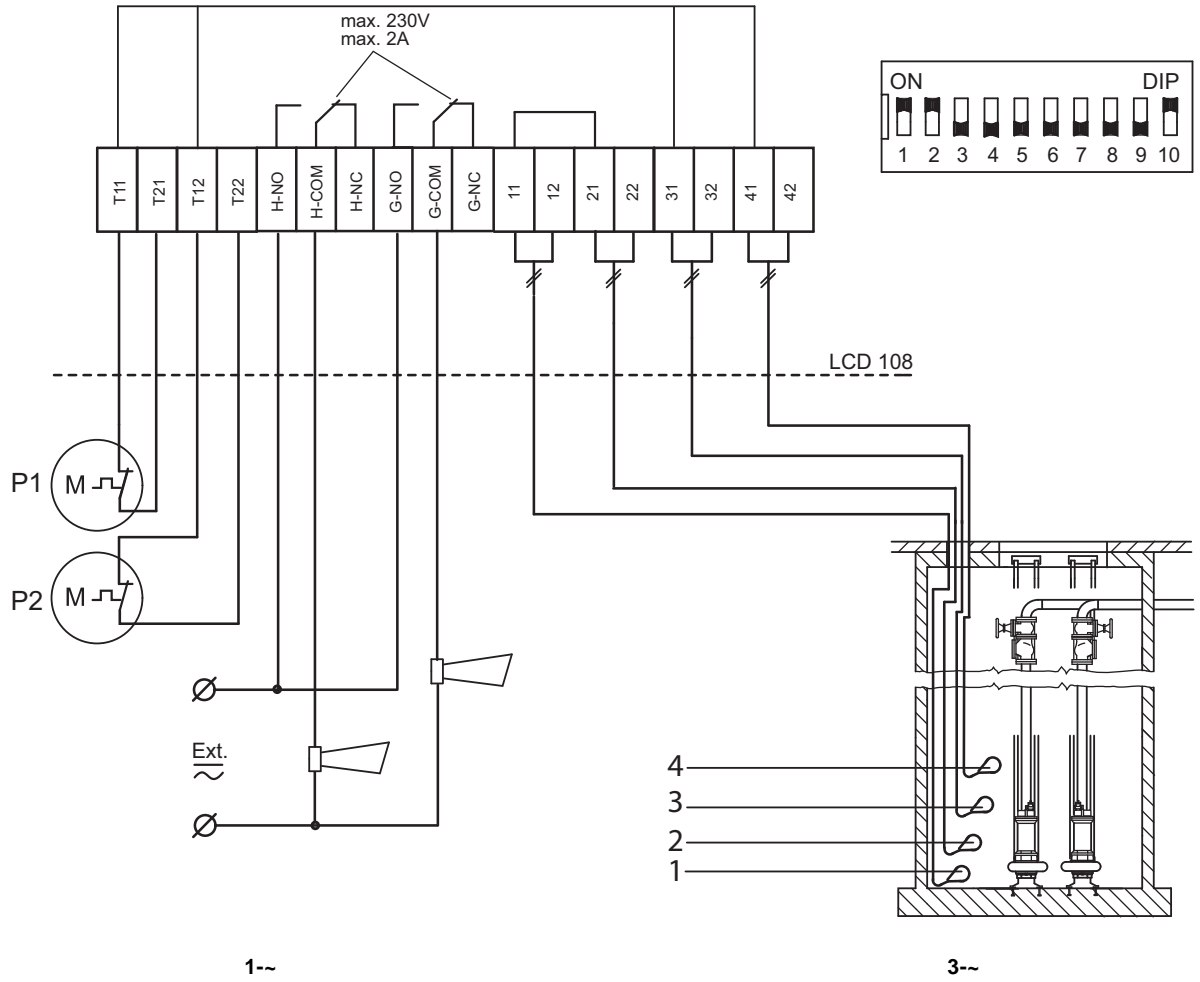 max. 230V
max. 2A
ON DIP
1 2 3 4 5 6 7 8 9 10
T11 T21 T12 T22 H-NO H-COM H-NC G-NO G-COM G-NC 11 12 21 22 31 32 41 42
LCD 108
P1 M
P2 M
Ext.
4
3
2
1
1-~
3-~